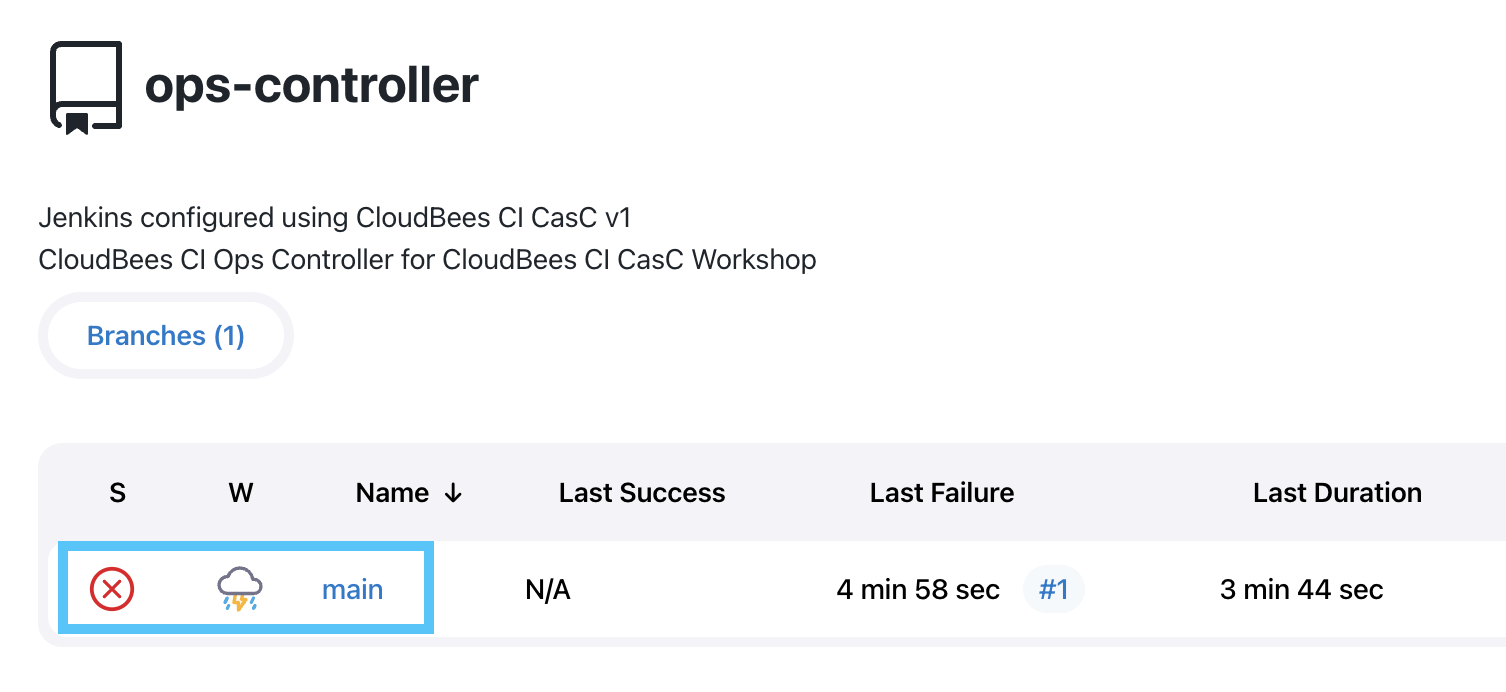 ops-controller
Jenkins configured using CloudBees CI CasC v1
CloudBees CI Ops Controller for CloudBees CI CasC Workshop
Branches (1)
S W Name ↓ Last Success Last Failure Last Duration
main N/A 4 min 58 sec #1 3 min 44 sec